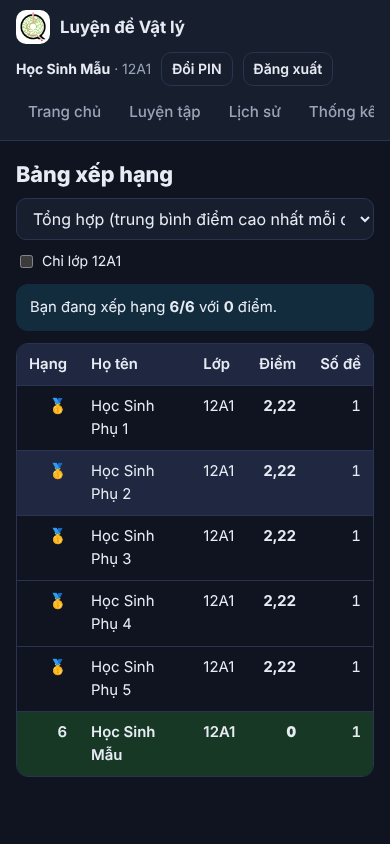 Luyện đề Vật lý
Học Sinh Mẫu · 12A1 Đổi PIN Đăng xuất
Trang chủ Luyện tập Lịch sử Thống kê
Bảng xếp hạng
Tổng hợp (trung bình điểm cao nhất mỗi
Chỉ lớp 12A1
Bạn đang xếp hạng 6/6 với 0 điểm.
Hạng Họ tên Lớp Điểm Số đề
🥇 Học Sinh Phụ 1 12A1 2,22 1
🥇 Học Sinh Phụ 2 12A1 2,22 1
🥇 Học Sinh Phụ 3 12A1 2,22 1
🥇 Học Sinh Phụ 4 12A1 2,22 1
🥇 Học Sinh Phụ 5 12A1 2,22 1
6 Học Sinh Mẫu 12A1 0 1